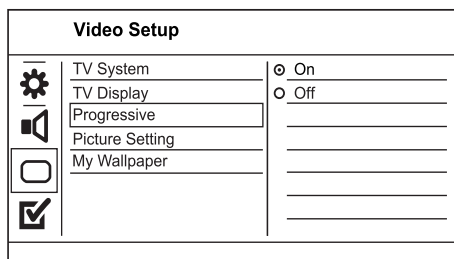 Video Setup
TV System
TV Display
Progressive
Picture Setting
My Wallpaper
On
Off